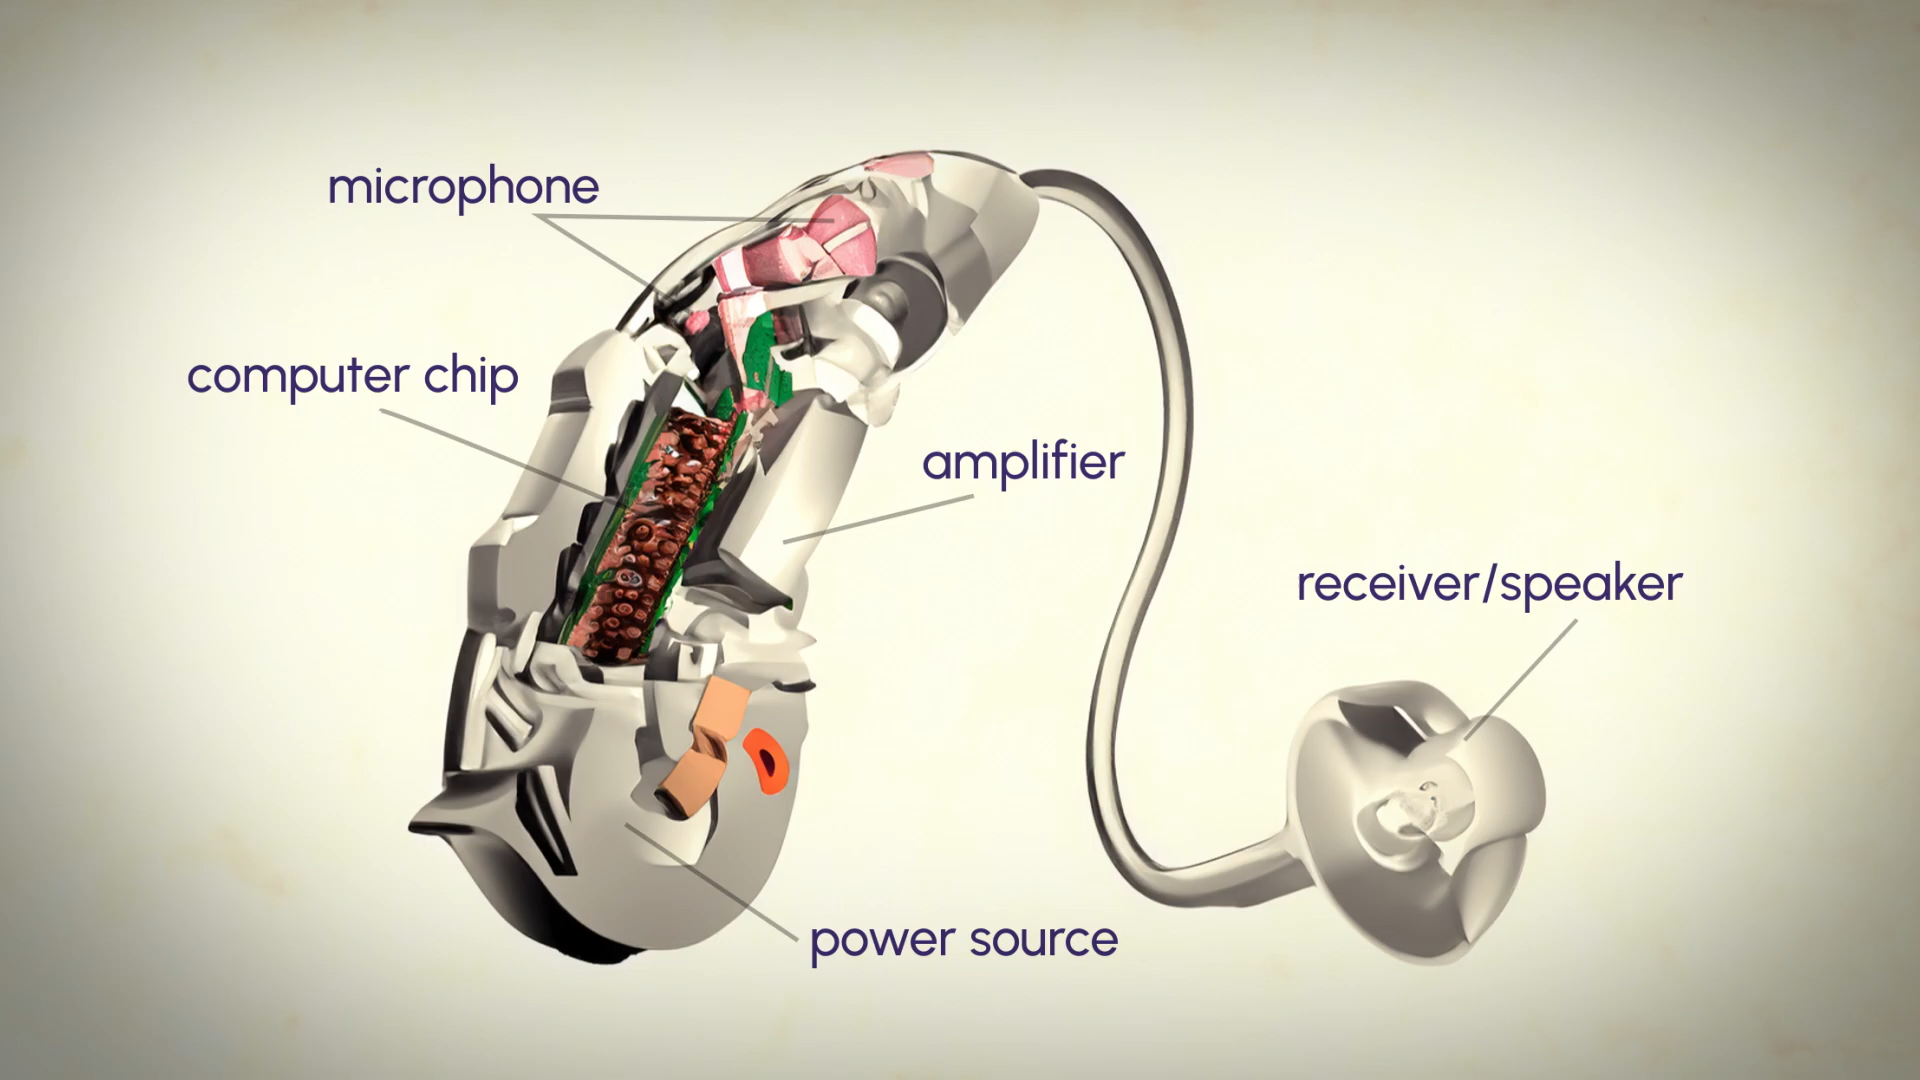 microphone
computer chip
amplifier
receiver/speaker
power source